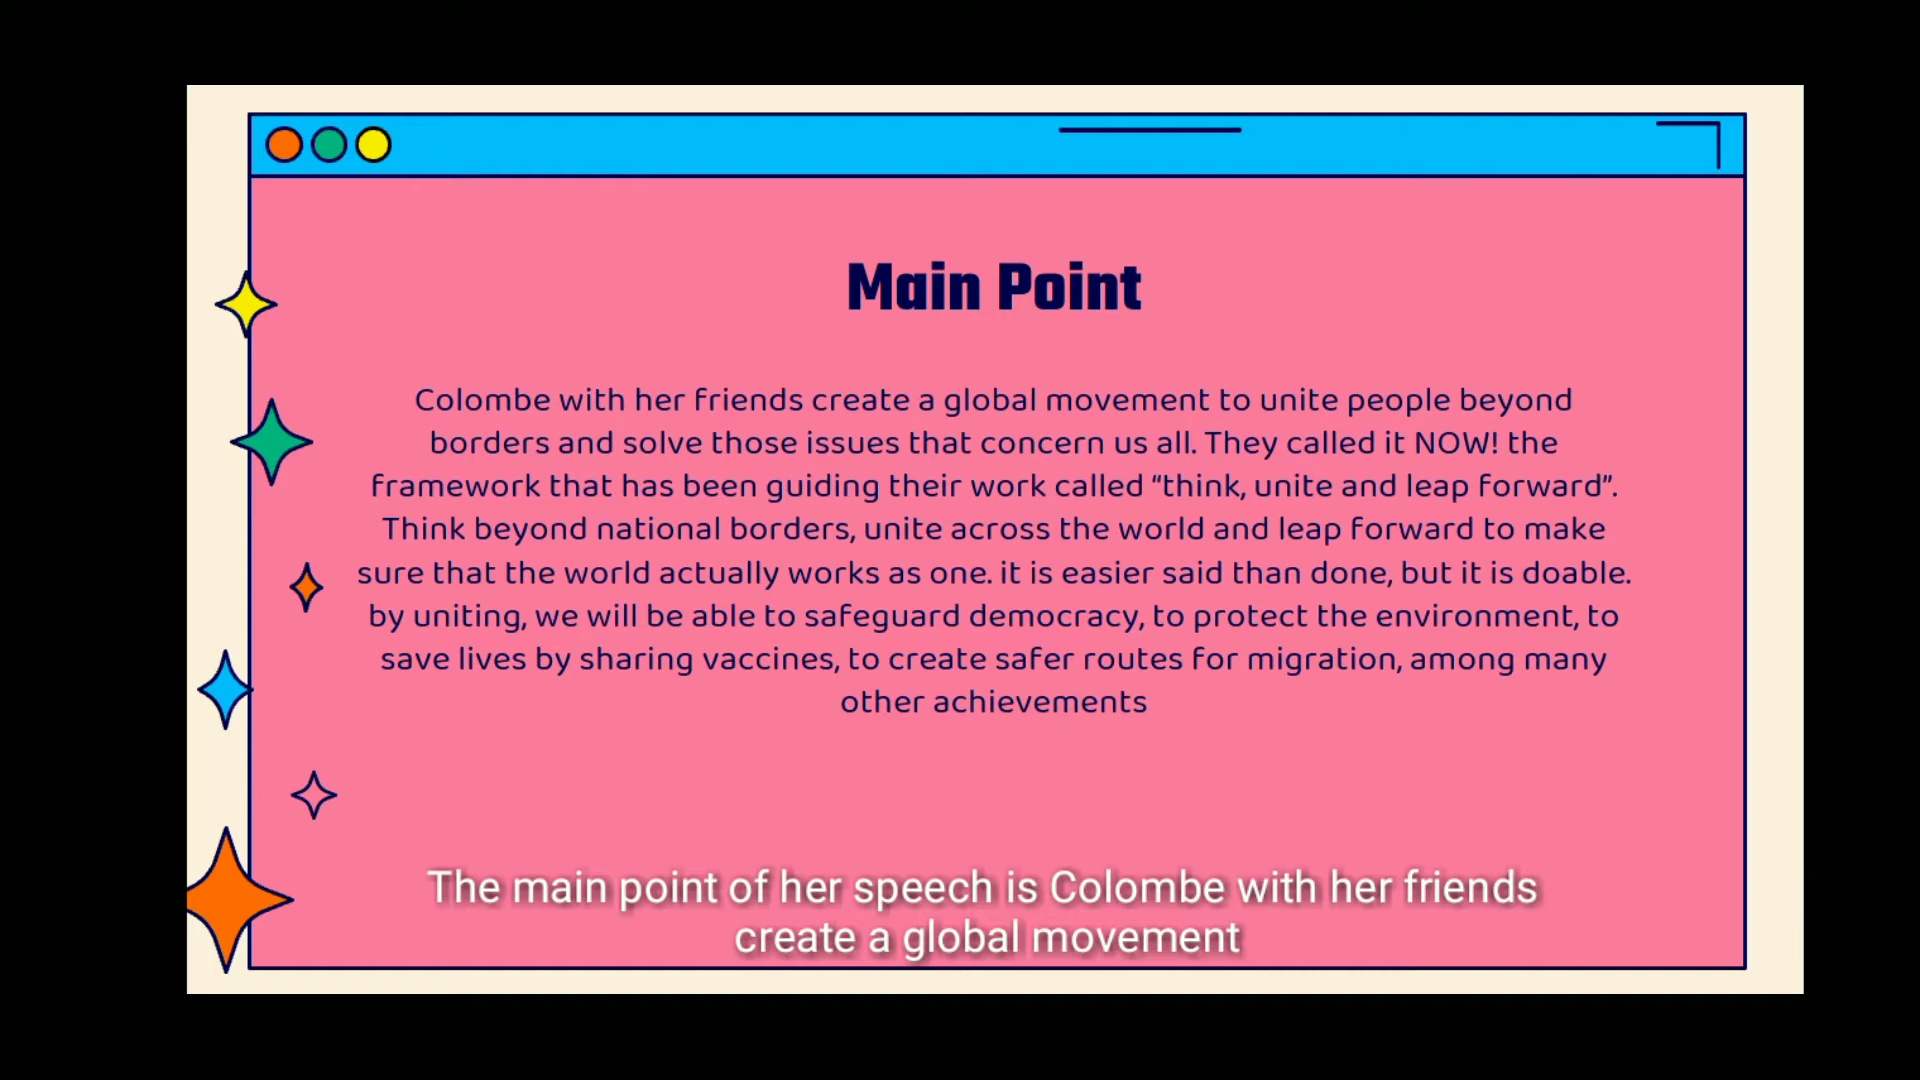 Main Point
Colombe with her friends create a global movement to unite people beyond
borders and solve those issues that concern us all. They called it NOW! the
framework that has been guiding their work called “think, unite and leap forward”.
Think beyond national borders, unite across the world and leap forward to make
sure that the world actually works as one. it is easier said than done, but it is doable.
by uniting, we will be able to safeguard democracy, to protect the environment, to
save lives by sharing vaccines, to create safer routes for migration, among many
other achievements
The main point of her speech is Colombe with her friends
create a global movement